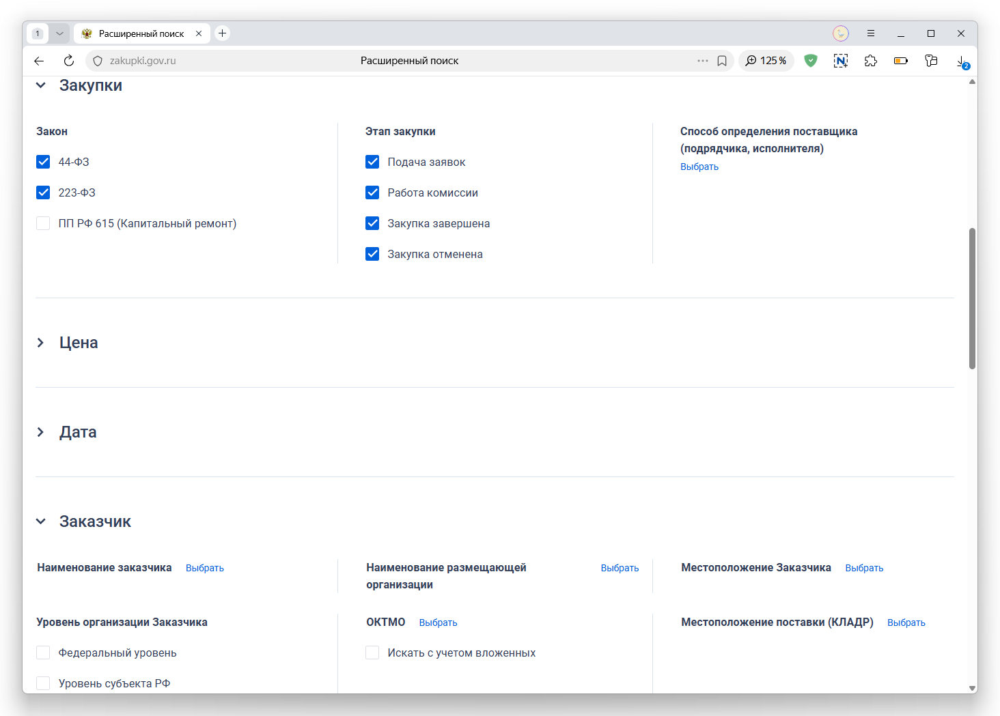 1
Расширенный поиск
zakupki.gov.ru
Расширенный поиск
125 %
N
2
Закупки
Закон
44-ФЗ
223-ФЗ
ПП РФ 615 (Капитальный ремонт)
Этап закупки
Подача заявок
Работа комиссии
Закупка завершена
Закупка отменена
Способ определения поставщика
(подрядчика, исполнителя)
Выбрать
Цена
Дата
Заказчик
Наименование заказчика Выбрать
Наименование размещающей
организации
Выбрать
Местоположение Заказчика Выбрать
Уровень организации Заказчика
Федеральный уровень
Уровень субъекта РФ
ОКТМО Выбрать
Искать с учетом вложенных
Местоположение поставки (КЛАДР) Выбрать